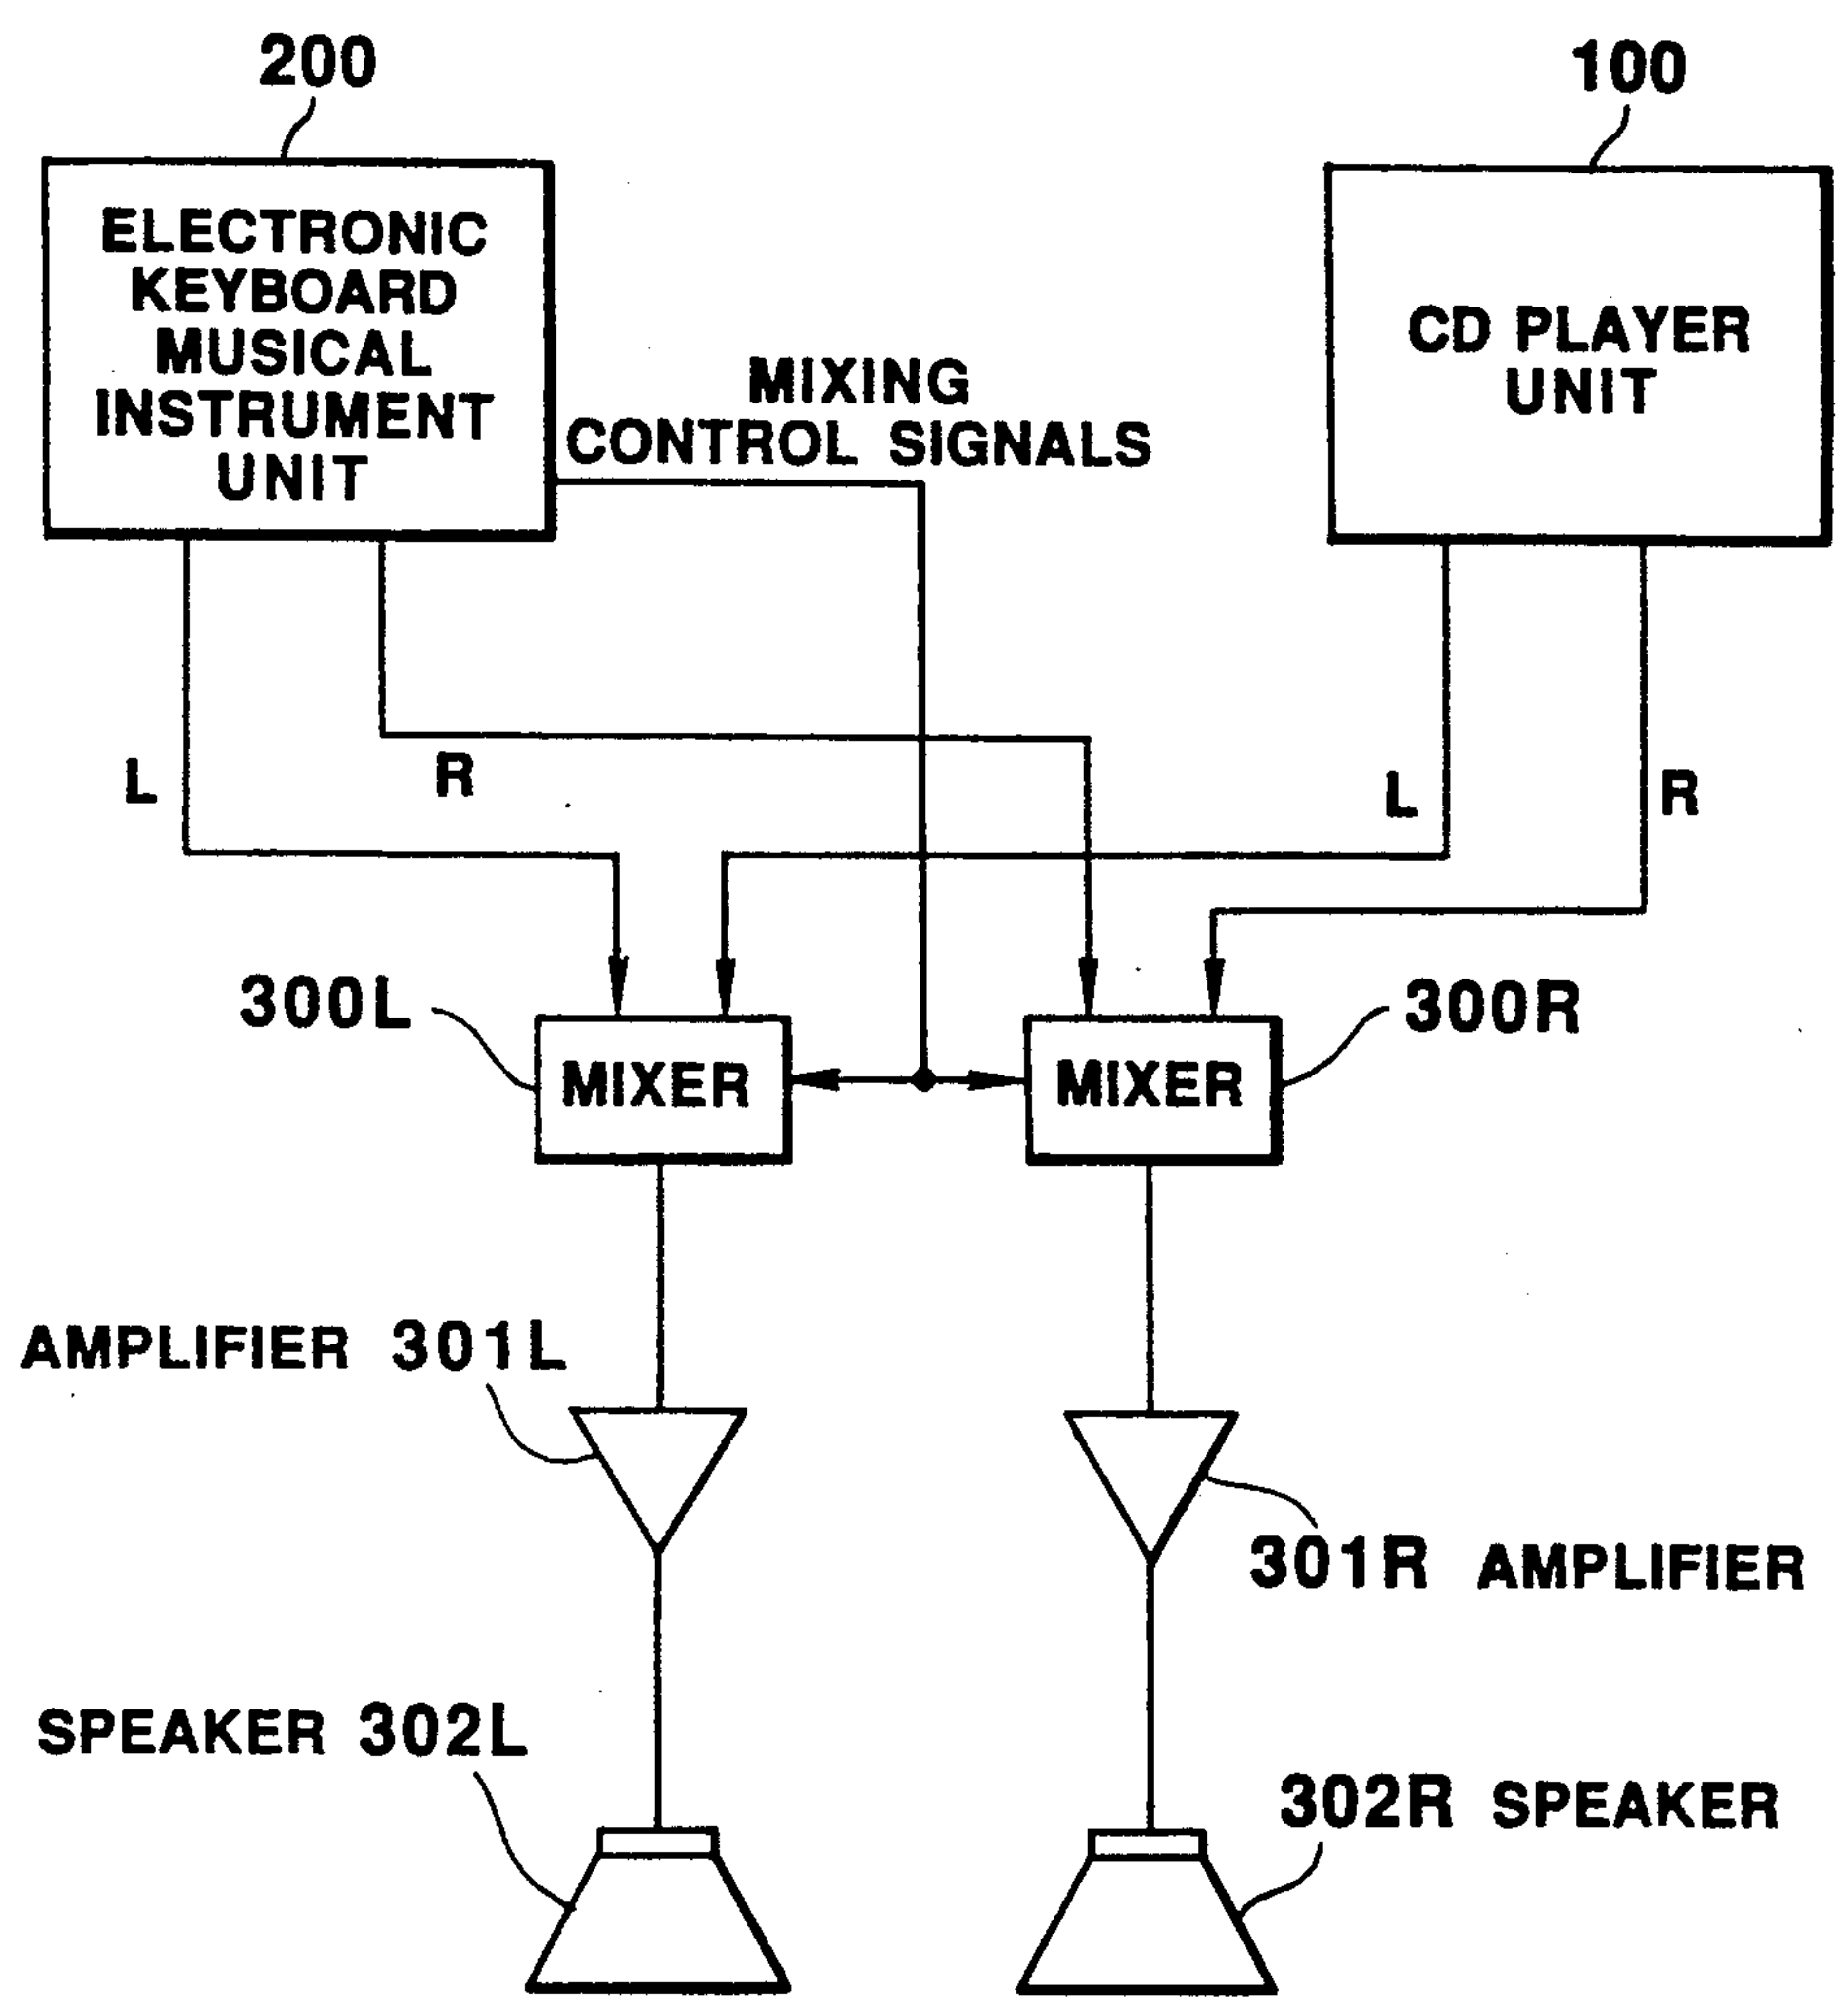 200
100
ELECTRONIC
KEYBOARD
MUSICAL
INSTRUMENT
UNIT
CD PLAYER
UNIT
MIXING
CONTROL SIGNALS
L
R
L
R
300L
300R
MIXER
MIXER
AMPLIFIER 301L
301R AMPLIFIER
SPEAKER 302L
302R SPEAKER